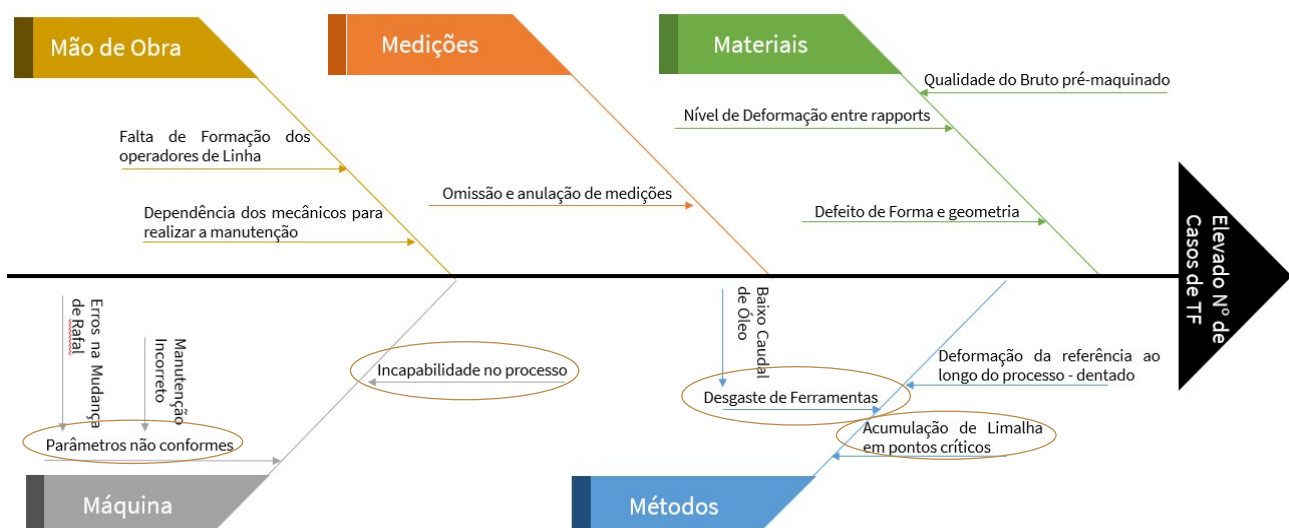 Mão de Obra
Medições
Materiais
Qualidade do Bruto pré-maquinado
Nível de Deformação entre rapports
Falta de Formação dos
operadores de Linha
Omissão e anulação de medições
Dependência dos mecânicos para
realizar a manutenção
Defeito de Forma e geometria
Elevado Nº de
Casos de TF
Erros na Mudança
de Rafal
Manutenção
Incorreto
Baixo Caudal
de Óleo
Incapabilidade no processo
Deformação da referência ao
longo do processo - dentado
Desgaste de Ferramentas
Acumulação de Limalha
em pontos críticos
Parâmetros não conformes
Máquina
Métodos